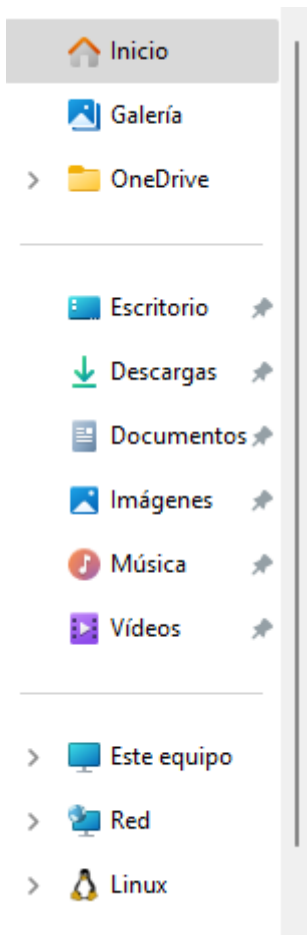 Inicio
Galería
OneDrive
Escritorio
Descargas
Documentos
Imágenes
Música
Vídeos
Este equipo
Red
Linux